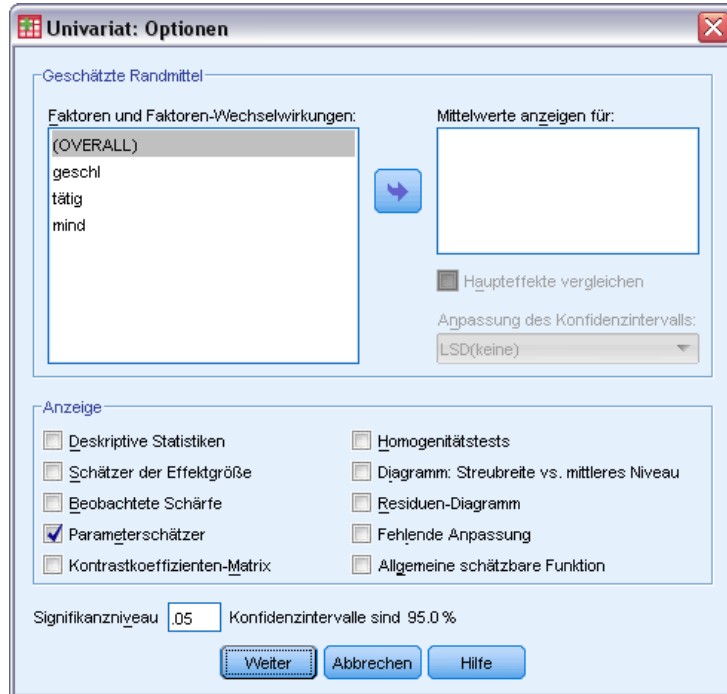 Univariat: Optionen
Geschätzte Randmittel
Faktoren und Faktoren-Wechselwirkungen:
(OVERALL)
geschl
tätig
mind
Mittelwerte anzeigen für:
Haupteffekte vergleichen
Anpassung des Konfidenzintervalls:
LSD(keine)
Anzeige
Deskriptive Statistiken
Schätzer der Effektgröße
Beobachtete Schärfe
Parameterschätzer
Kontrastkoeffizienten-Matrix
Homogenitätstests
Diagramm: Streubreite vs. mittleres Niveau
Residuen-Diagramm
Fehlende Anpassung
Allgemeine schätzbare Funktion
Signifikanzniveau .05 Konfidenzintervalle sind 95.0 %
Weiter Abbrechen Hilfe